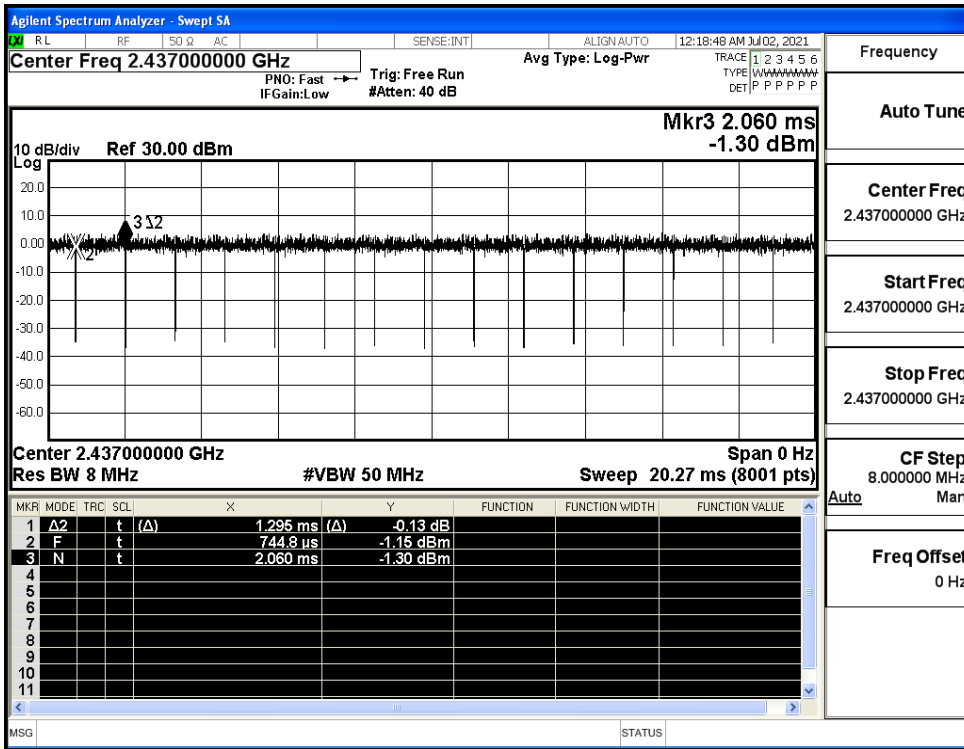 Agilent Spectrum Analyzer - Swept SA
LXI RL RF 50 Ω AC SENSE:INT ALIGN AUTO 12:18:48 AM Jul 02, 2021
Center Freq 2.437000000 GHz Avg Type: Log-Pwr TRACE 1 2 3 4 5 6
PNO: Fast Trig: Free Run TYPE WWWWWW
IFGain:Low #Atten: 40 dB DET P P P P P P
Mkr3 2.060 ms
10 dB/div Ref 30.00 dBm -1.30 dBm
Log
20.0
10.0
3 Δ2
0.00
2
-10.0
-20.0
-30.0
-40.0
-50.0
-60.0
Center 2.437000000 GHz Span 0 Hz
Res BW 8 MHz #VBW 50 MHz Sweep 20.27 ms (8001 pts)
MKR MODE TRC SCL X Y FUNCTION FUNCTION WIDTH FUNCTION VALUE
1 Δ2 t (Δ) 1.295 ms (Δ) -0.13 dB
2 F t 744.8 µs -1.15 dBm
3 N t 2.060 ms -1.30 dBm
4
5
6
7
8
9
10
11
MSG STATUS
Frequency
Auto Tune
Center Freq
2.437000000 GHz
Start Freq
2.437000000 GHz
Stop Freq
2.437000000 GHz
CF Step
8.000000 MHz
Auto Man
Freq Offset
0 Hz